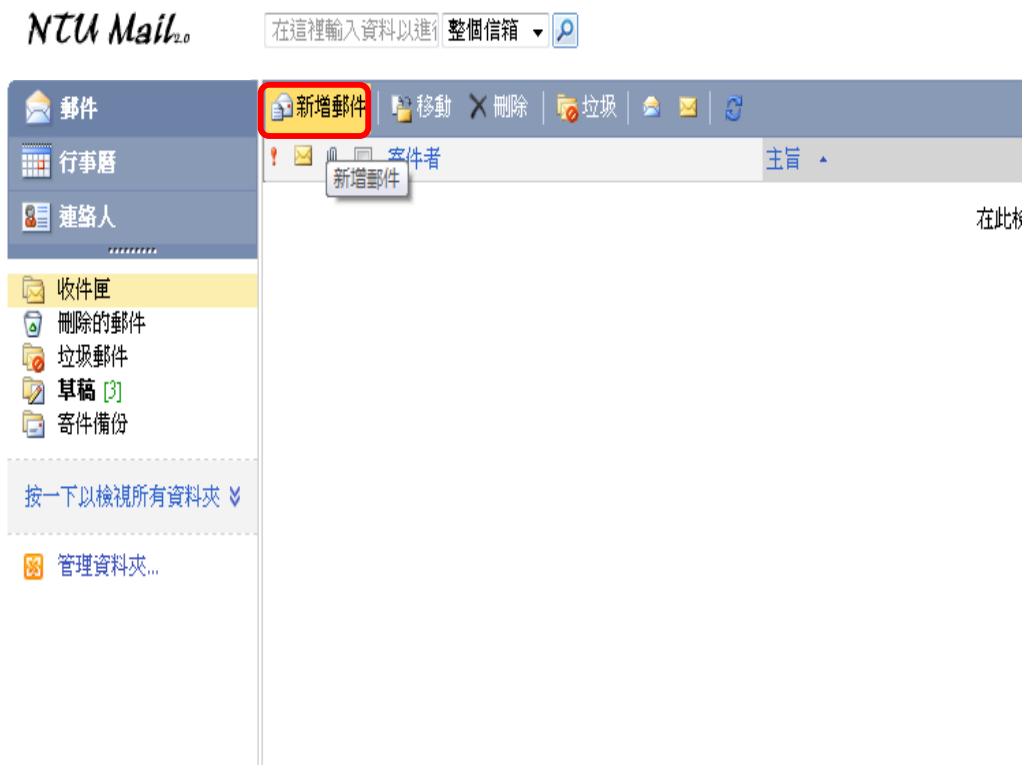 NTU Mail 2.0
在這裡輸入資料以進行 整個信箱
郵件
行事曆
連絡人
新增郵件 移動 刪除 垃圾
寄件者 主旨
新增郵件
在此檢
收件匣
刪除的郵件
垃圾郵件
草稿 [3]
寄件備份
按一下以檢視所有資料夾
管理資料夾...